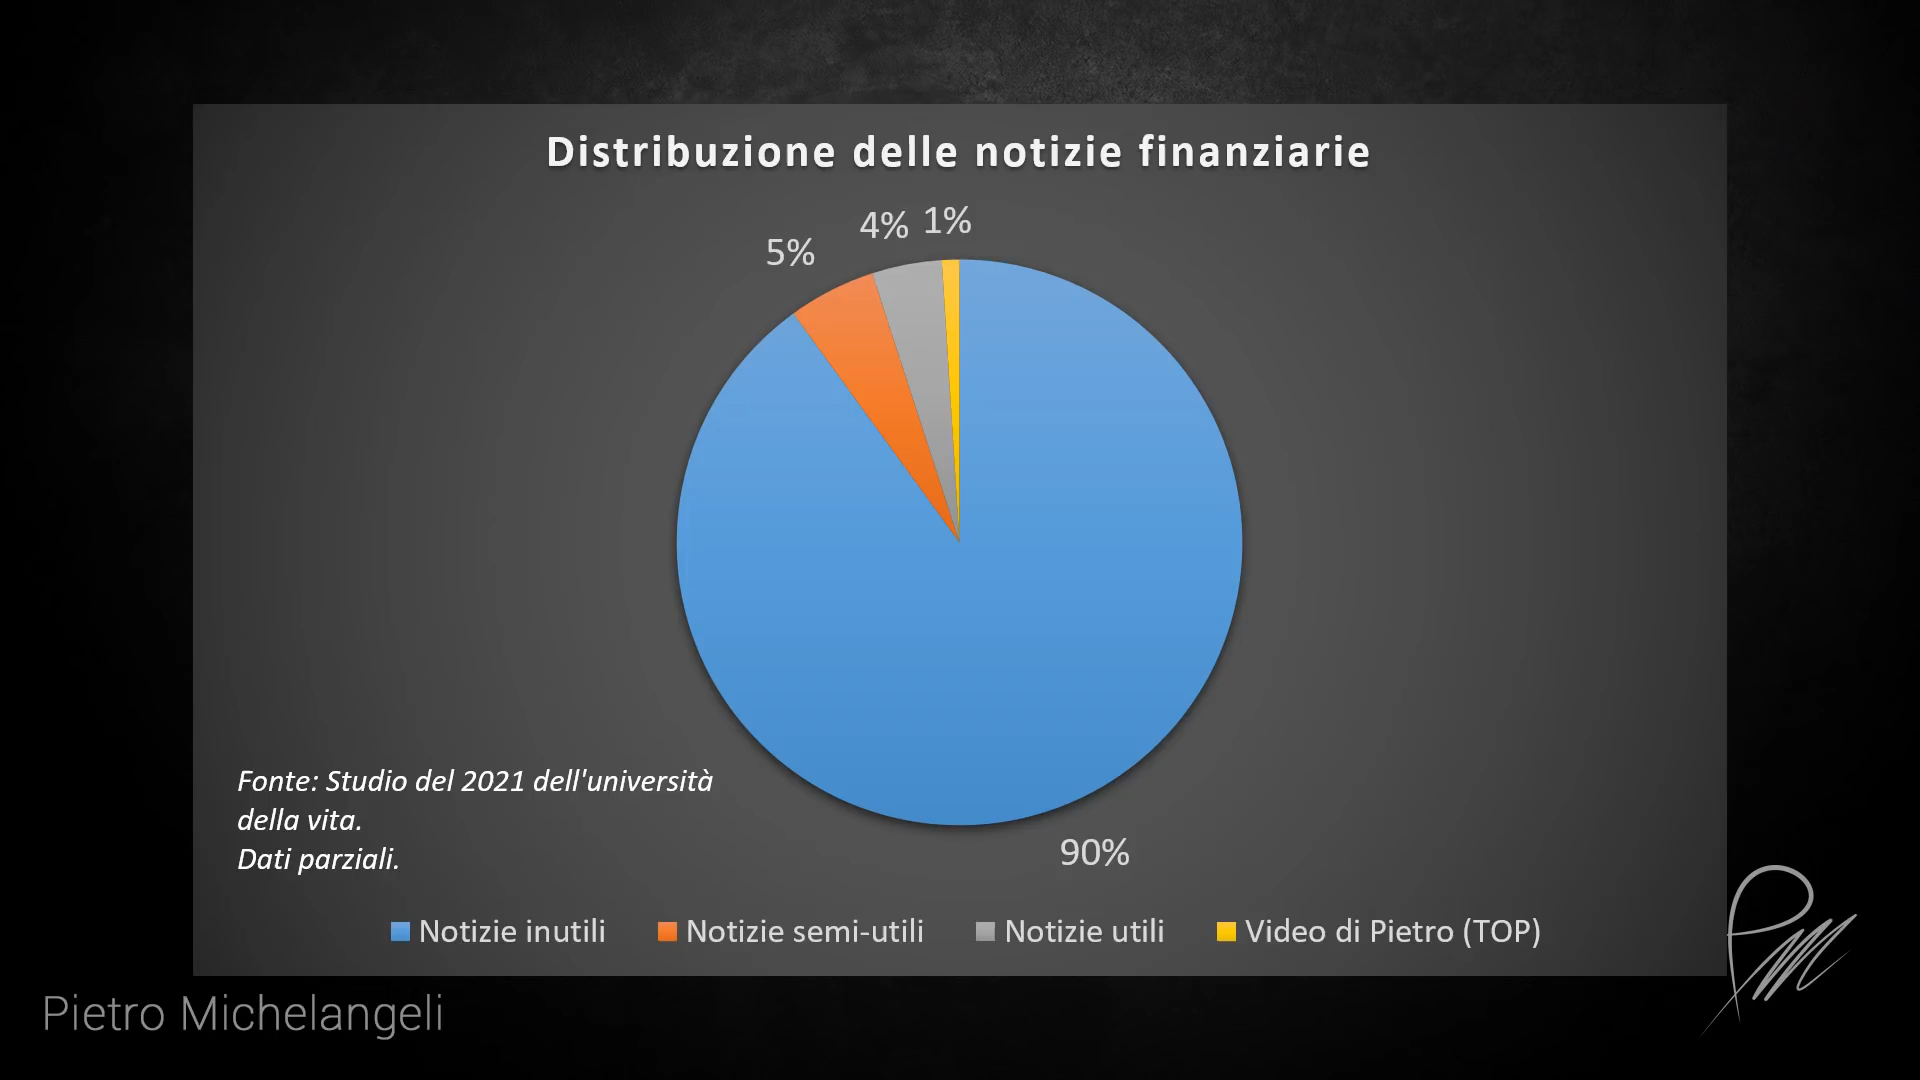 Distribuzione delle notizie finanziarie
5%
4%
1%
90%
Fonte: Studio del 2021 dell'università
della vita.
Dati parziali.
Notizie inutili
Notizie semi-utili
Notizie utili
Video di Pietro (TOP)
Pietro Michelangeli